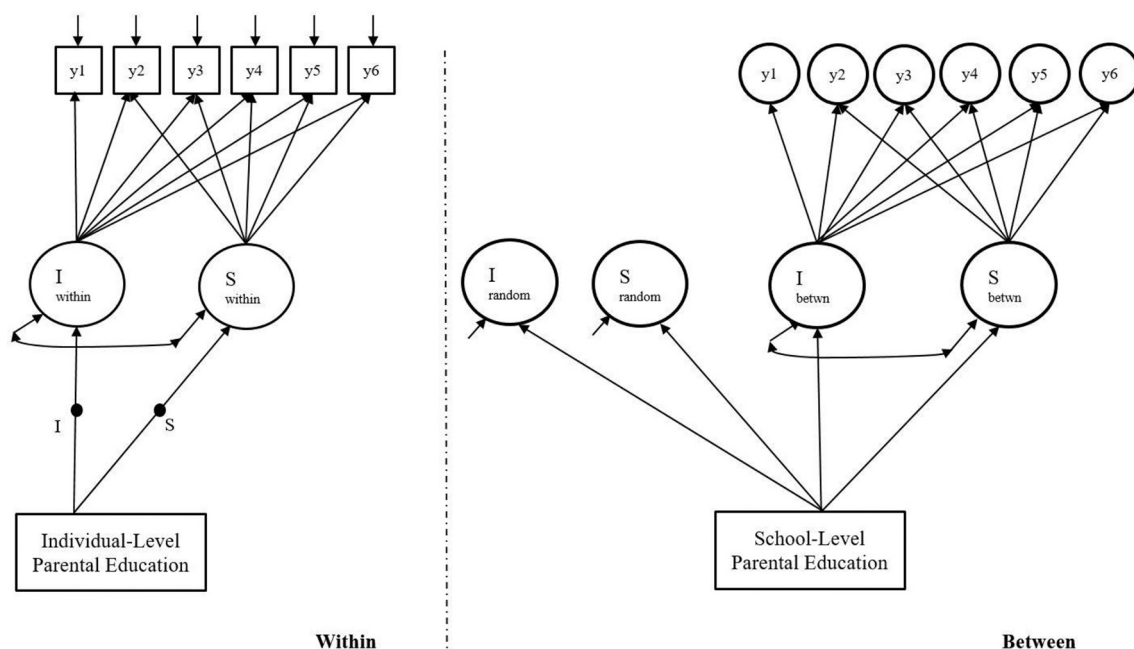 y1 y2 y3 y4 y5 y6
y1 y2 y3 y4 y5 y6
I
within
S
within
I
random
S
random
I
betwn
S
betwn
I
S
Individual-Level
Parental Education
School-Level
Parental Education
Within
Between